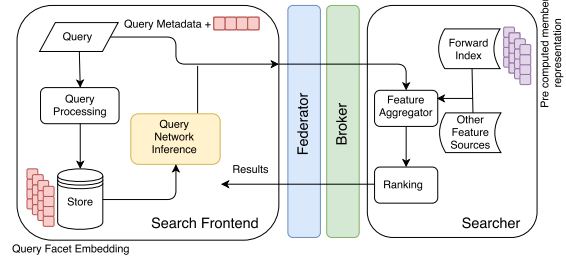 Query Metadata +
Query
Query
Processing
Query
Network
Inference
Store
Search Frontend
Query Facet Embedding
Results
Federator
Broker
Forward
Index
Feature
Aggregator
Other
Feature
Sources
Ranking
Searcher
Pre computed member
representation